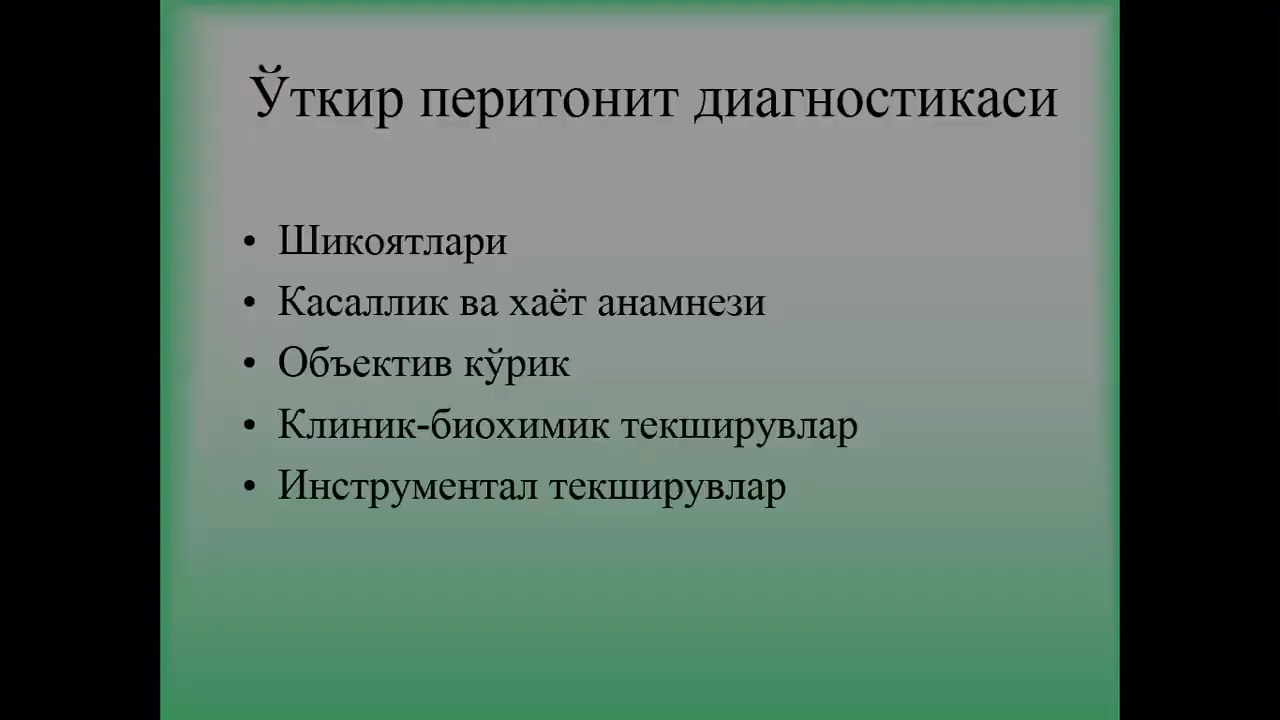 Ўткир перитонит диагностикаси
• Шикоятлари
• Касаллик ва хаёт анамнези
• Объектив кўрик
• Клиник-биохимик текширувлар
• Инструментал текширувлар